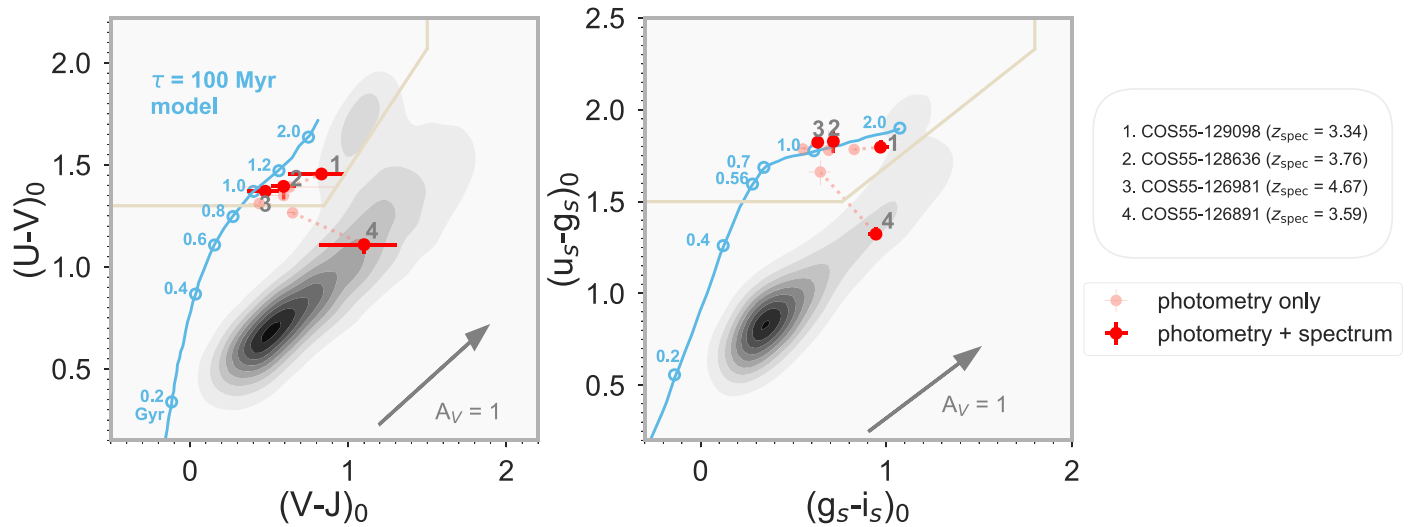 2.0
1.5
1.0
0.5
(U-V)0
τ = 100 Myr
model
2.0
1.2
1.0
0.8
0.6
0.4
0.2
Gyr
1
2
3
4
A_V = 1
0
1
2
(V-J)0
2.5
2.0
1.5
1.0
0.5
(u_s-g_s)0
2.0
1.0
0.7
0.56
0.4
0.2
3
2
1
4
A_V = 1
0
1
2
(g_s-i_s)0
1. COS55-129098 (z_spec = 3.34)
2. COS55-128636 (z_spec = 3.76)
3. COS55-126981 (z_spec = 4.67)
4. COS55-126891 (z_spec = 3.59)
photometry only
photometry + spectrum